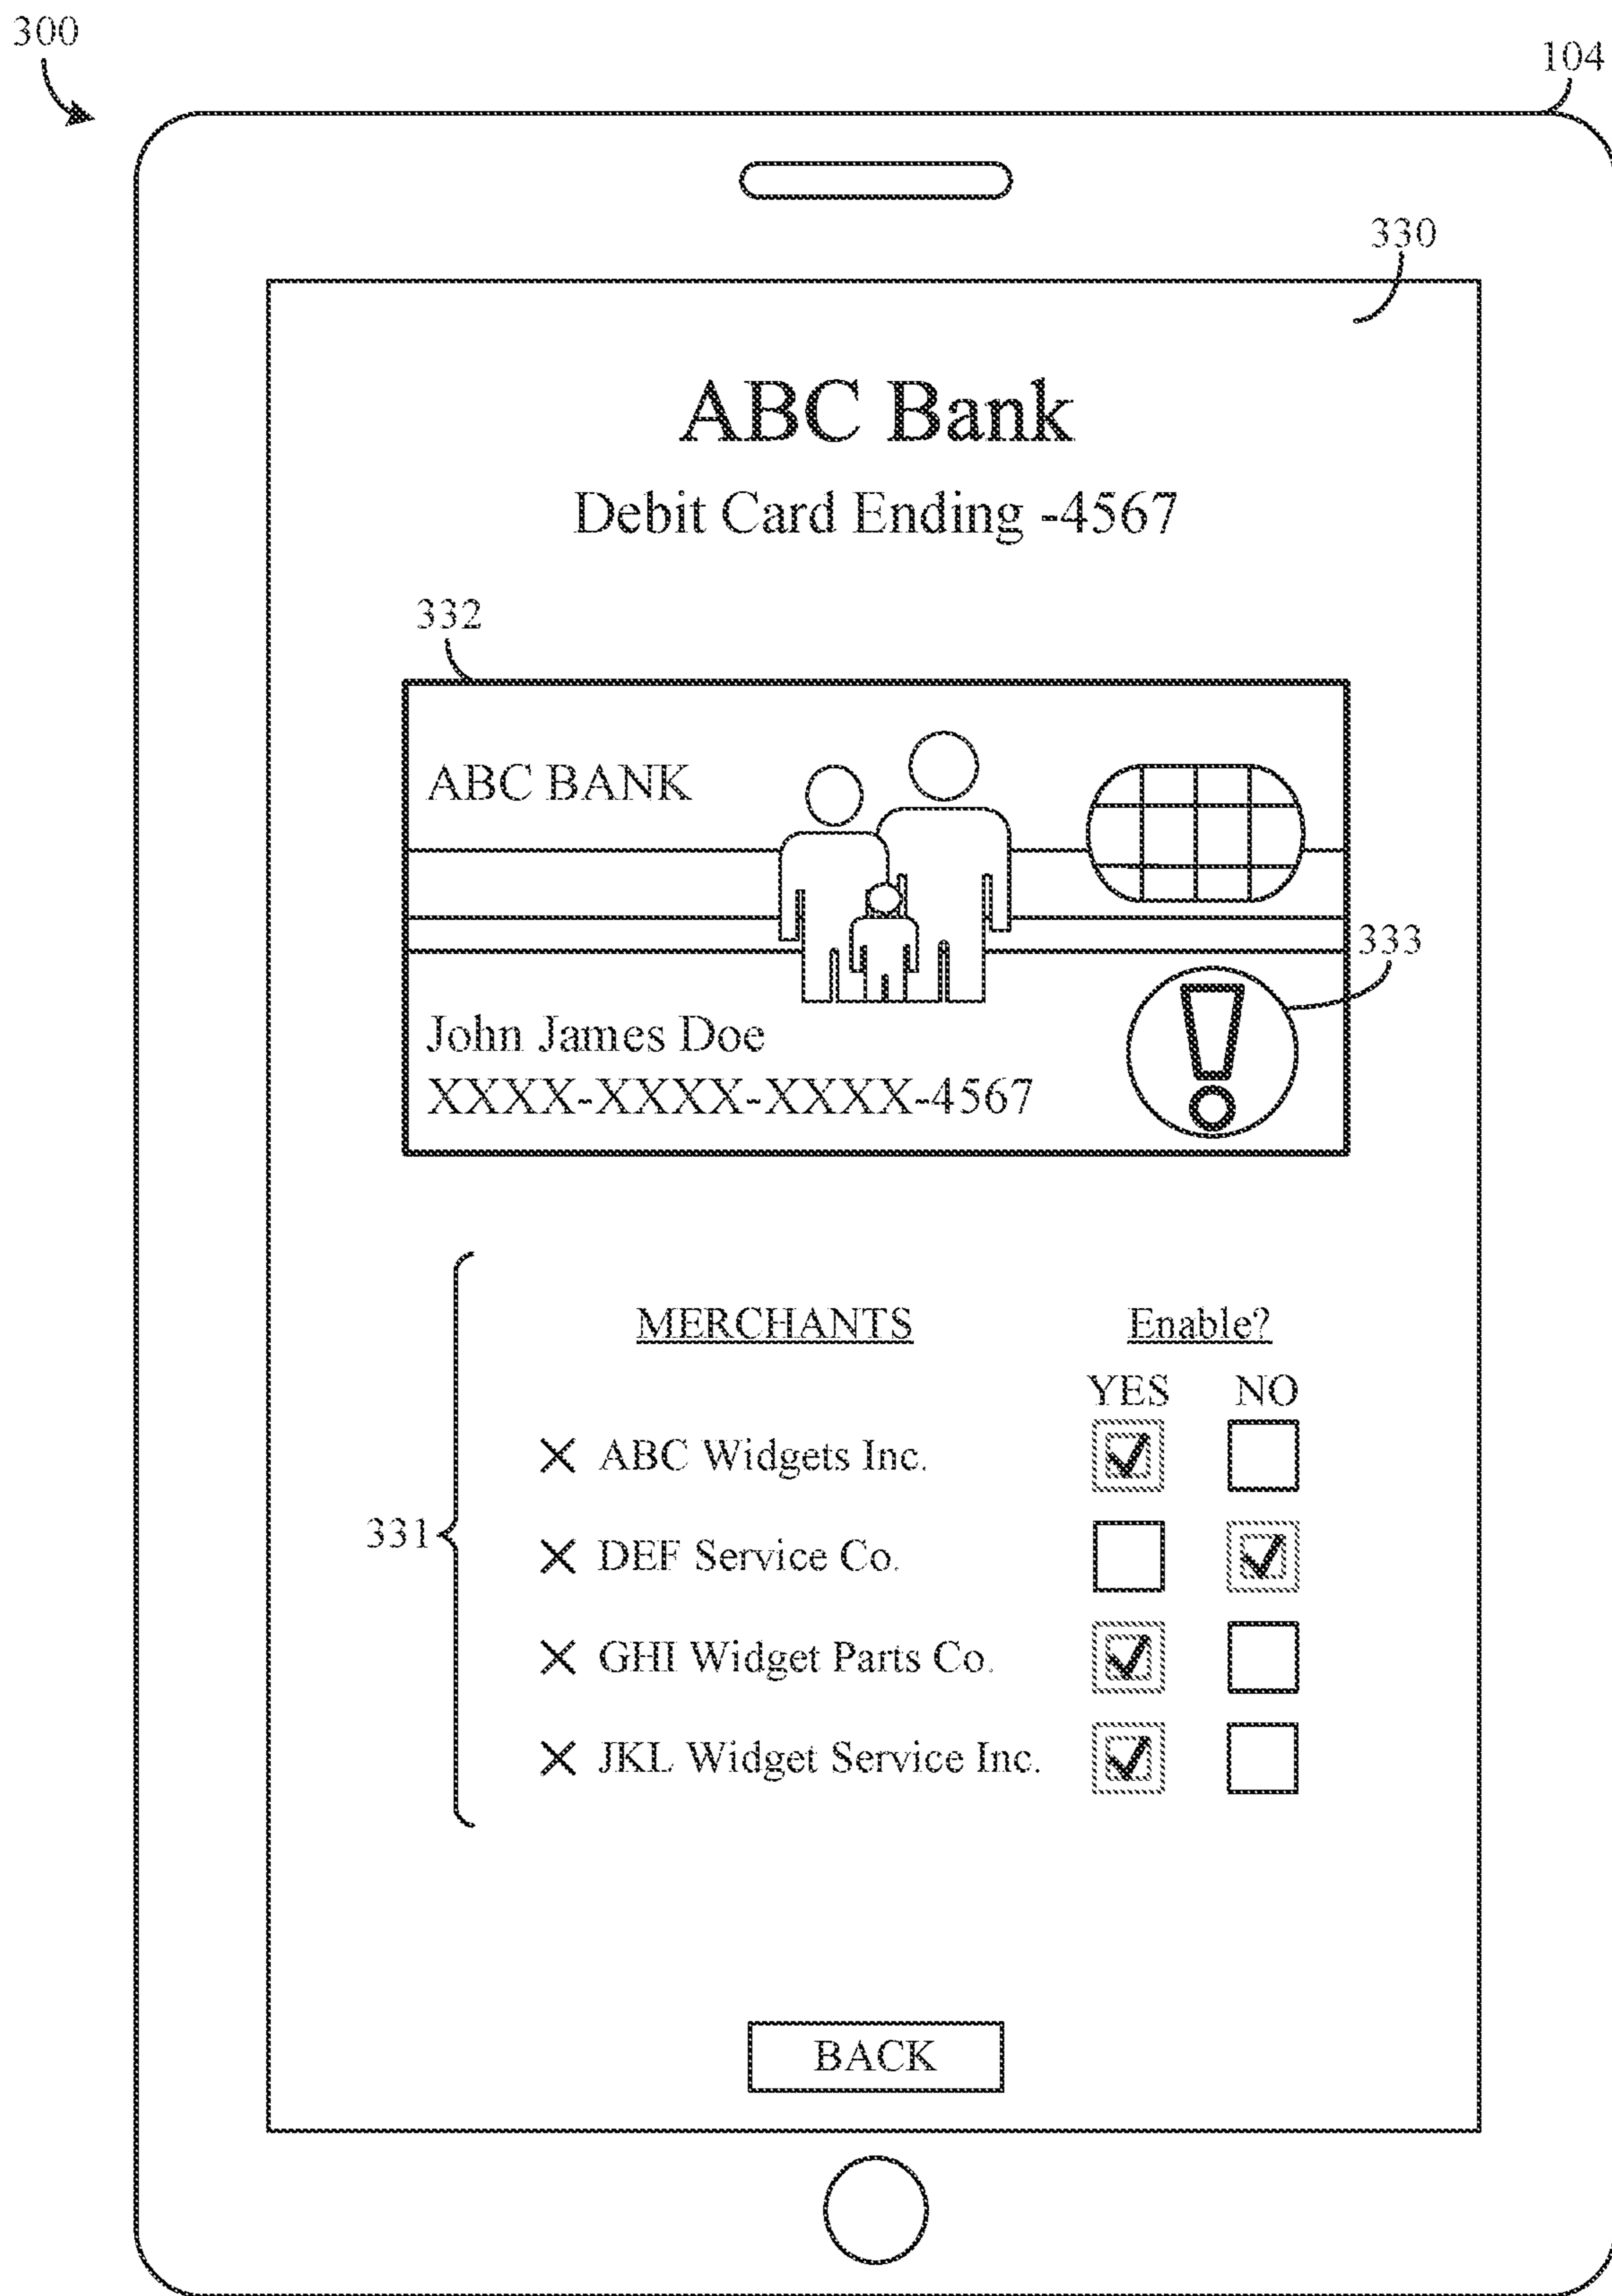 300
104
330
ABC Bank
Debit Card Ending -4567
332
ABC BANK
333
John James Doe
XXXX-XXXX-XXXX-4567
MERCHANTS Enable?
YES NO
ABC Widgets Inc.
331
DEF Service Co.
GHI Widget Parts Co.
JKL Widget Service Inc.
BACK